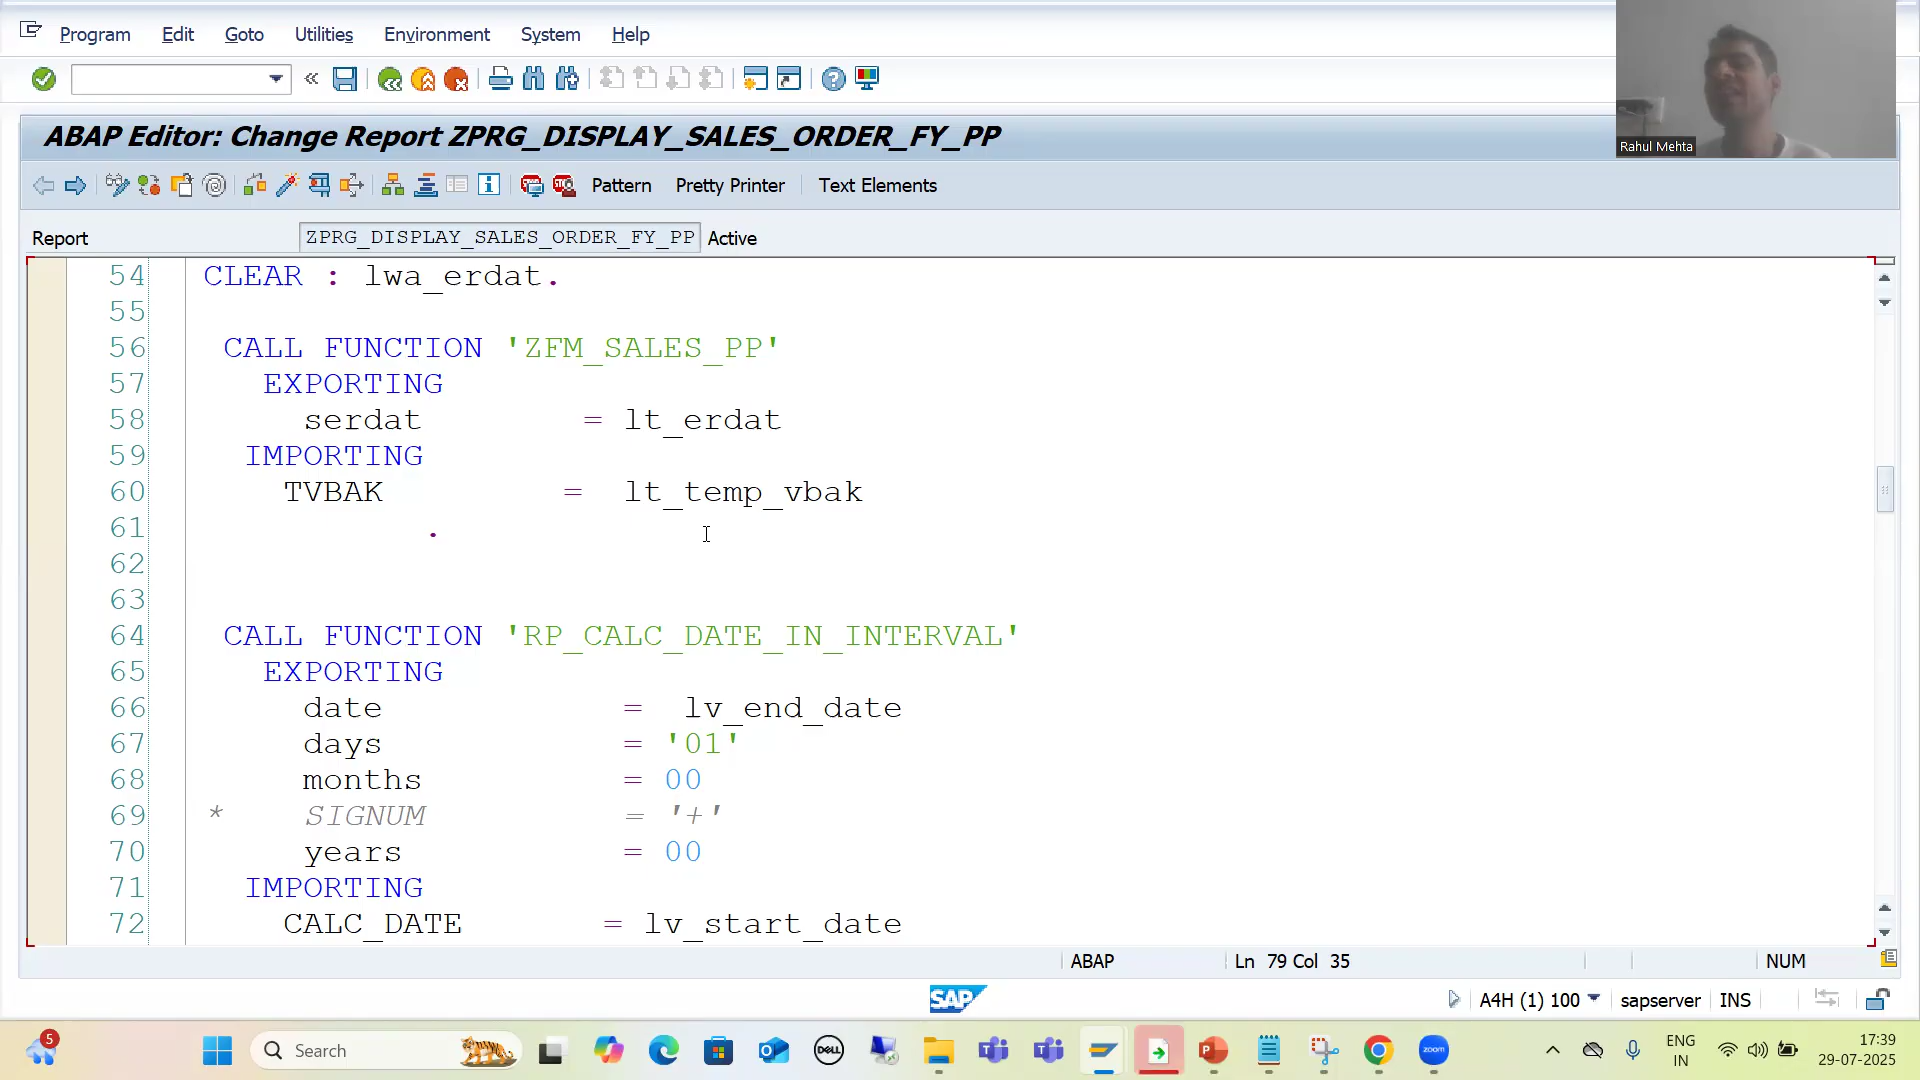 Program Edit Goto Utilities Environment System Help
Rahul Mehta
ABAP Editor: Change Report ZPRG_DISPLAY_SALES_ORDER_FY_PP
Pattern Pretty Printer Text Elements
Report ZPRG_DISPLAY_SALES_ORDER_FY_PP Active
54 CLEAR : lwa_erdat.
55
56 CALL FUNCTION 'ZFM_SALES_PP'
57 EXPORTING
58 serdat = lt_erdat
59 IMPORTING
60 TVBAK = lt_temp_vbak
61 .
62
63
64 CALL FUNCTION 'RP_CALC_DATE_IN_INTERVAL'
65 EXPORTING
66 date = lv_end_date
67 days = '01'
68 months = 00
69 * SIGNUM = '+'
70 years = 00
71 IMPORTING
72 CALC_DATE = lv_start_date
ABAP Ln 79 Col 35 NUM
SAP A4H (1) 100 sapserver INS
5 Search DELL zoom ENG IN 17:39 29-07-2025